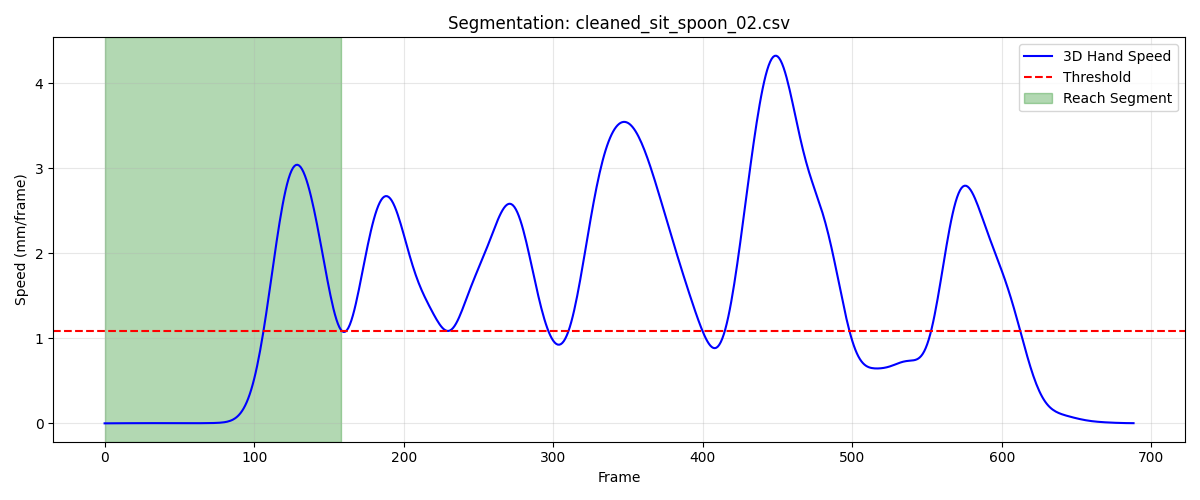 Segmentation: cleaned_sit_spoon_02.csv
3D Hand Speed
Threshold
Reach Segment
Speed (mm/frame)
4
3
2
1
0
0 100 200 300 400 500 600 700
Frame